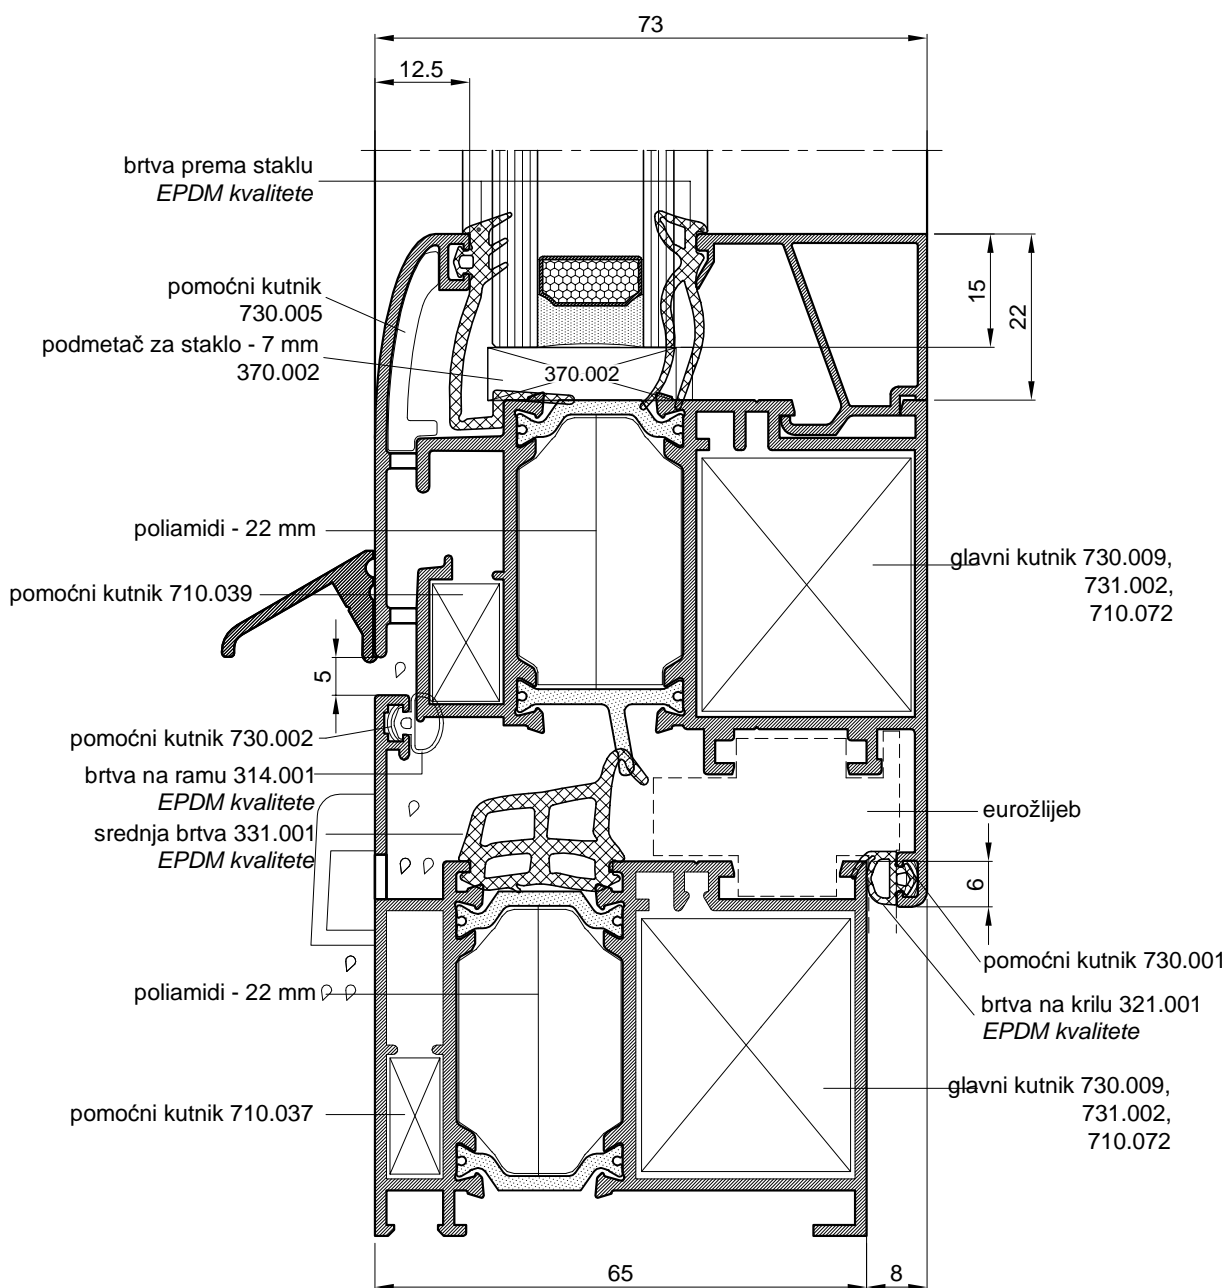 73
12.5
brtva prema staklu
EPDM kvalitete
15
22
pomoćni kutnik
730.005
podmetač za staklo - 7 mm
370.002
370.002
poliamidi - 22 mm
glavni kutnik 730.009,
731.002,
710.072
pomoćni kutnik 710.039
5
pomoćni kutnik 730.002
brtva na ramu 314.001
EPDM kvalitete
srednja brtva 331.001
EPDM kvalitete
eurožlijeb
6
pomoćni kutnik 730.001
poliamidi - 22 mm
brtva na krilu 321.001
EPDM kvalitete
glavni kutnik 730.009,
731.002,
710.072
pomoćni kutnik 710.037
65
8